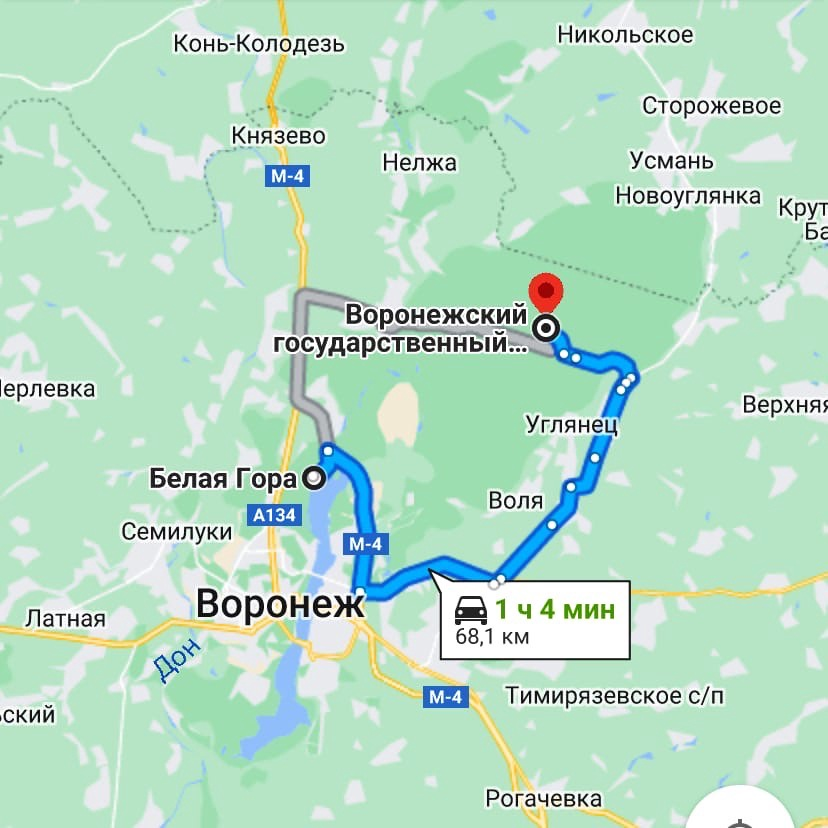 Конь-Колодезь
Никольское
Сторожевое
Князево
Нелжа
Усмань
М-4
Новоуглянка
Крут
Ба
Воронежский
государственный...
Верхняя
Углянец
Белая Гора
Воля
А134
Семилуки
М-4
Воронеж
1 ч 4 мин
68,1 км
Латная
Дон
М-4
Тимирязевское с/п
ский
Рогачевка